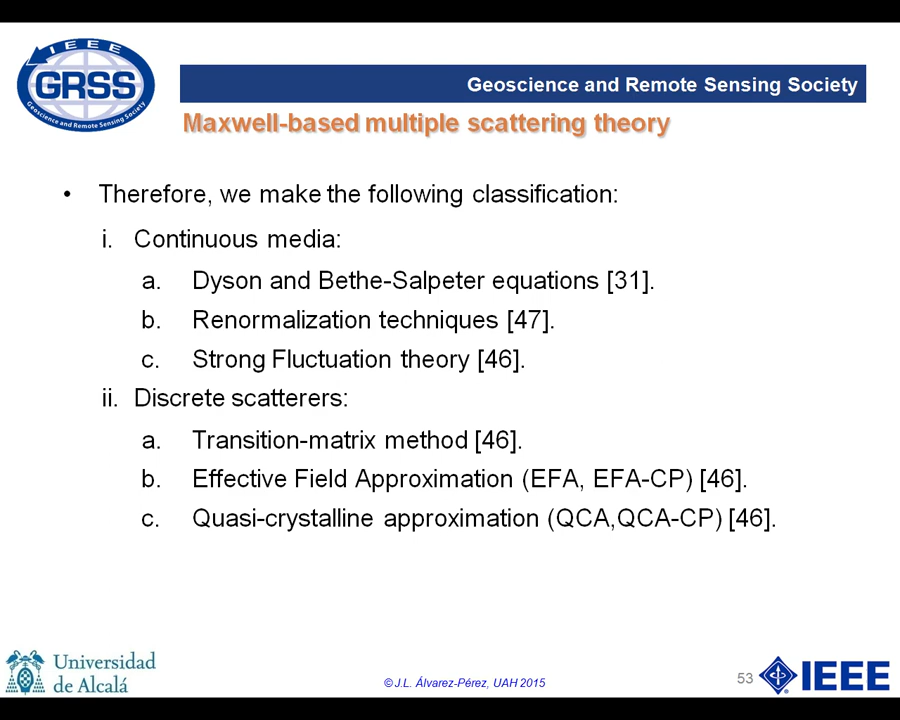 IEEE
GRSS
Geoscience and Remote Sensing Society
Geoscience and Remote Sensing Society
Maxwell-based multiple scattering theory
• Therefore, we make the following classification:
i. Continuous media:
a. Dyson and Bethe-Salpeter equations [31].
b. Renormalization techniques [47].
c. Strong Fluctuation theory [46].
ii. Discrete scatterers:
a. Transition-matrix method [46].
b. Effective Field Approximation (EFA, EFA-CP) [46].
c. Quasi-crystalline approximation (QCA,QCA-CP) [46].
Universidad
de Alcalá
© J.L. Álvarez-Pérez, UAH 2015
53
IEEE